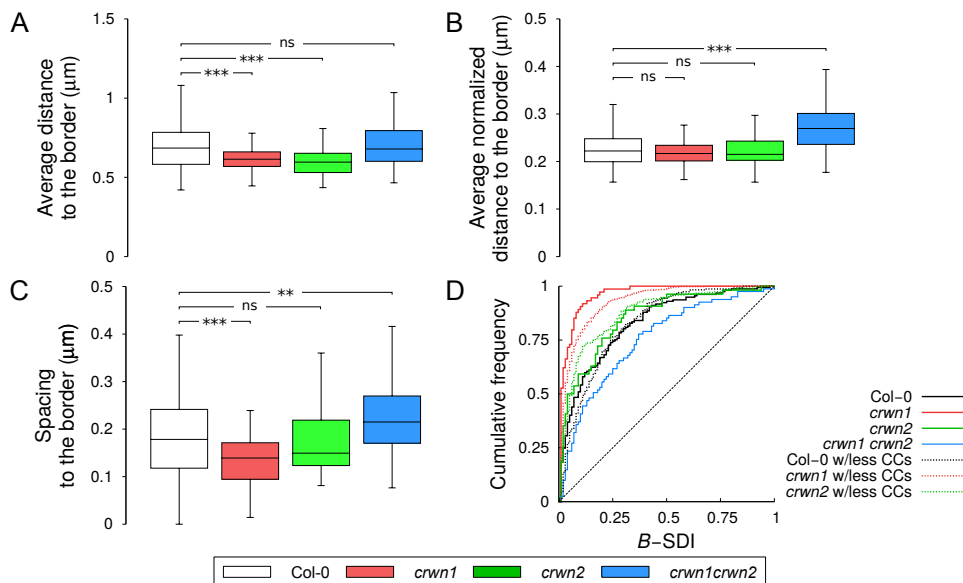 A
Average distance
to the border (μm)
1.5
1
0.5
0
ns
***
***
B
Average normalized
distance to the border (μm)
0.5
0.4
0.3
0.2
0.1
0
***
ns
ns
C
Spacing
to the border (μm)
0.5
0.4
0.3
0.2
0.1
0
**
ns
***
D
Cumulative frequency
1
0.75
0.5
0.25
0
0 0.25 0.5 0.75 1
B−SDI
Col−0
crwn1
crwn2
crwn1 crwn2
Col−0 w/less CCs
crwn1 w/less CCs
crwn2 w/less CCs
Col-0 crwn1 crwn2 crwn1crwn2